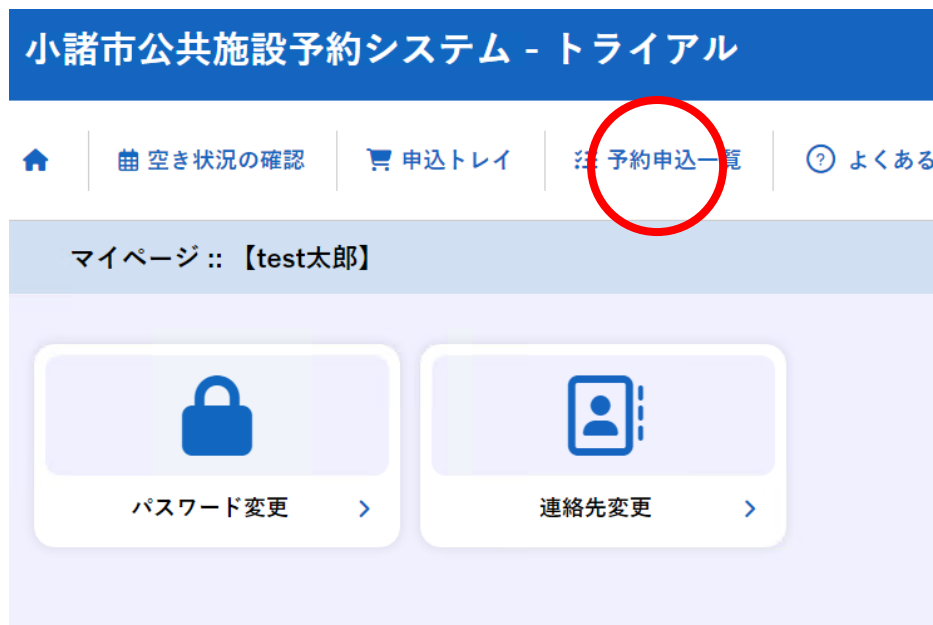 小諸市公共施設予約システム - トライアル
空き状況の確認 申込トレイ 予約申込一覧 ? よくある
マイページ :: 【test太郎】
パスワード変更 連絡先変更